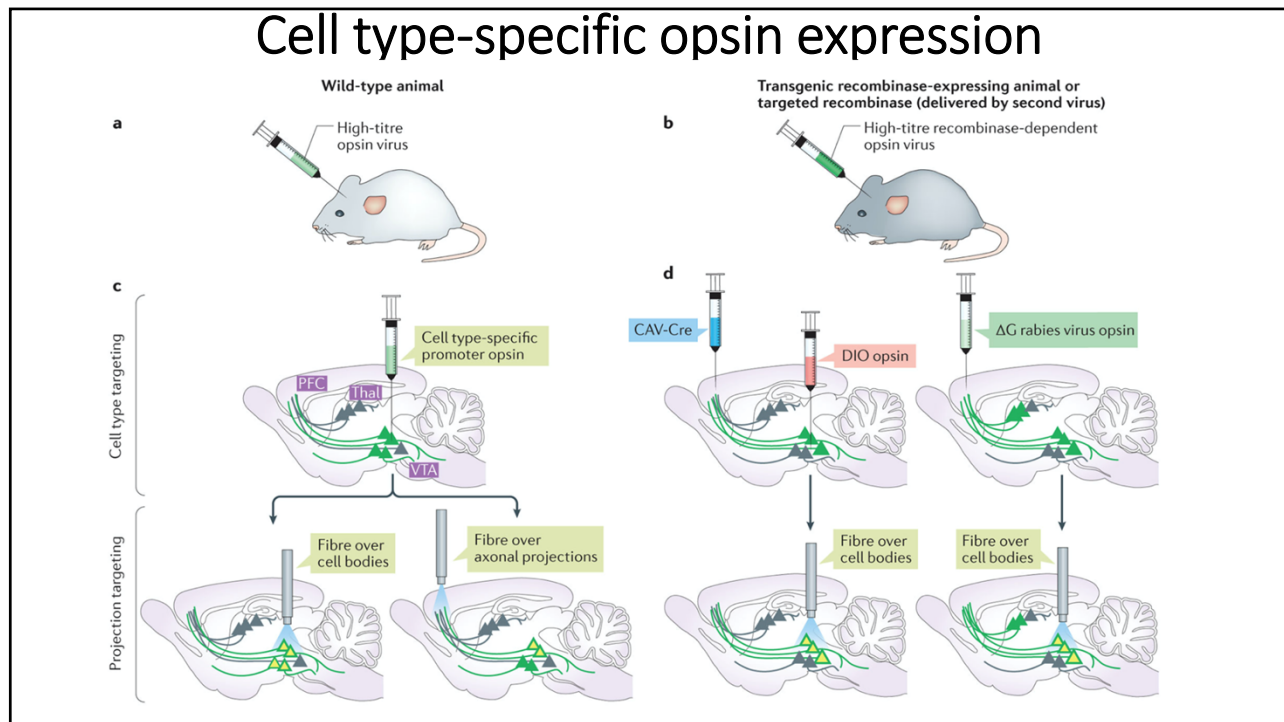 Cell type-specific opsin expression
Wild-type animal
a
High-titre
opsin virus
Transgenic recombinase-expressing animal or
targeted recombinase (delivered by second virus)
b
High-titre recombinase-dependent
opsin virus
Cell type targeting
c
Cell type-specific
promoter opsin
PFC
Thal
VTA
d
CAV-Cre
DIO opsin
ΔG rabies virus opsin
Projection targeting
Fibre over
cell bodies
Fibre over
axonal projections
Fibre over
cell bodies
Fibre over
cell bodies